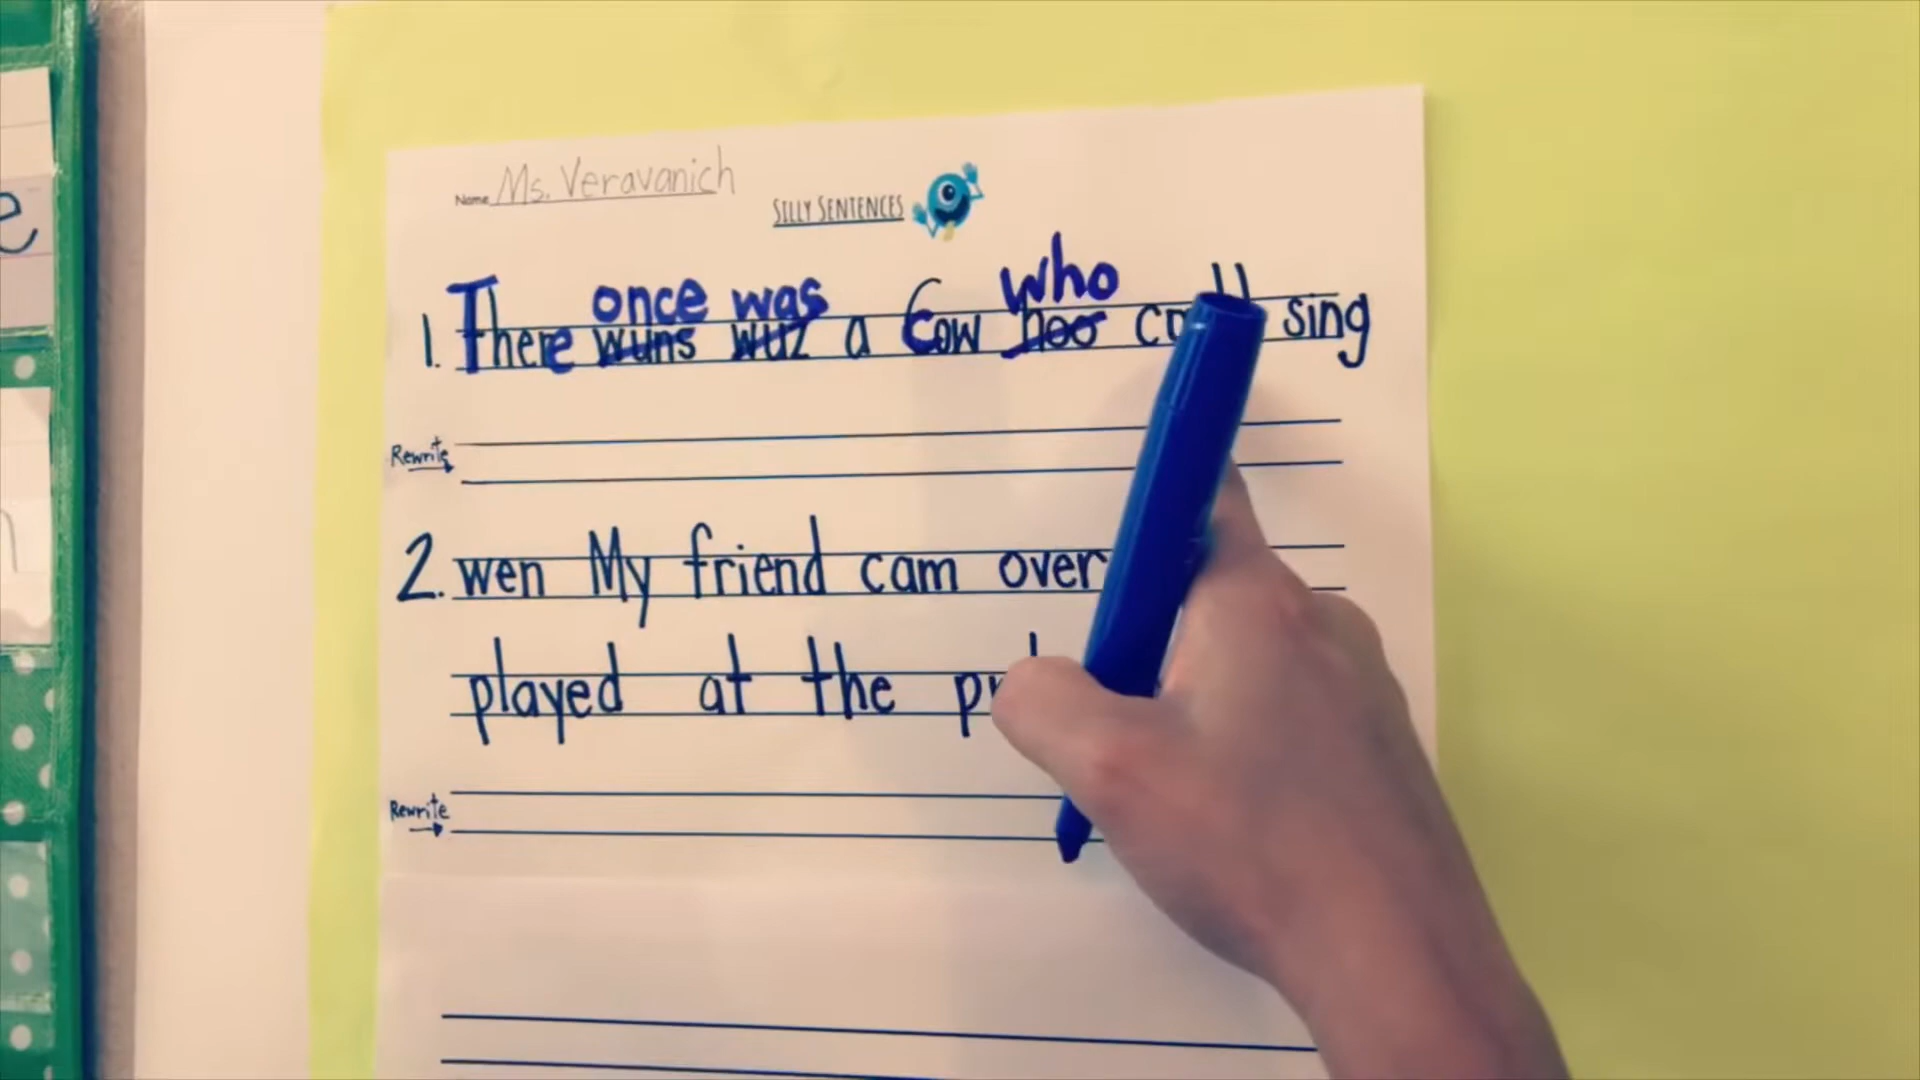 Name Ms. Veravanich
SILLY SENTENCES
once was who
1. There wuns wuz a Cow hoo sing
Rewrite
2. wen My friend cam over
played at the
Rewrite
e